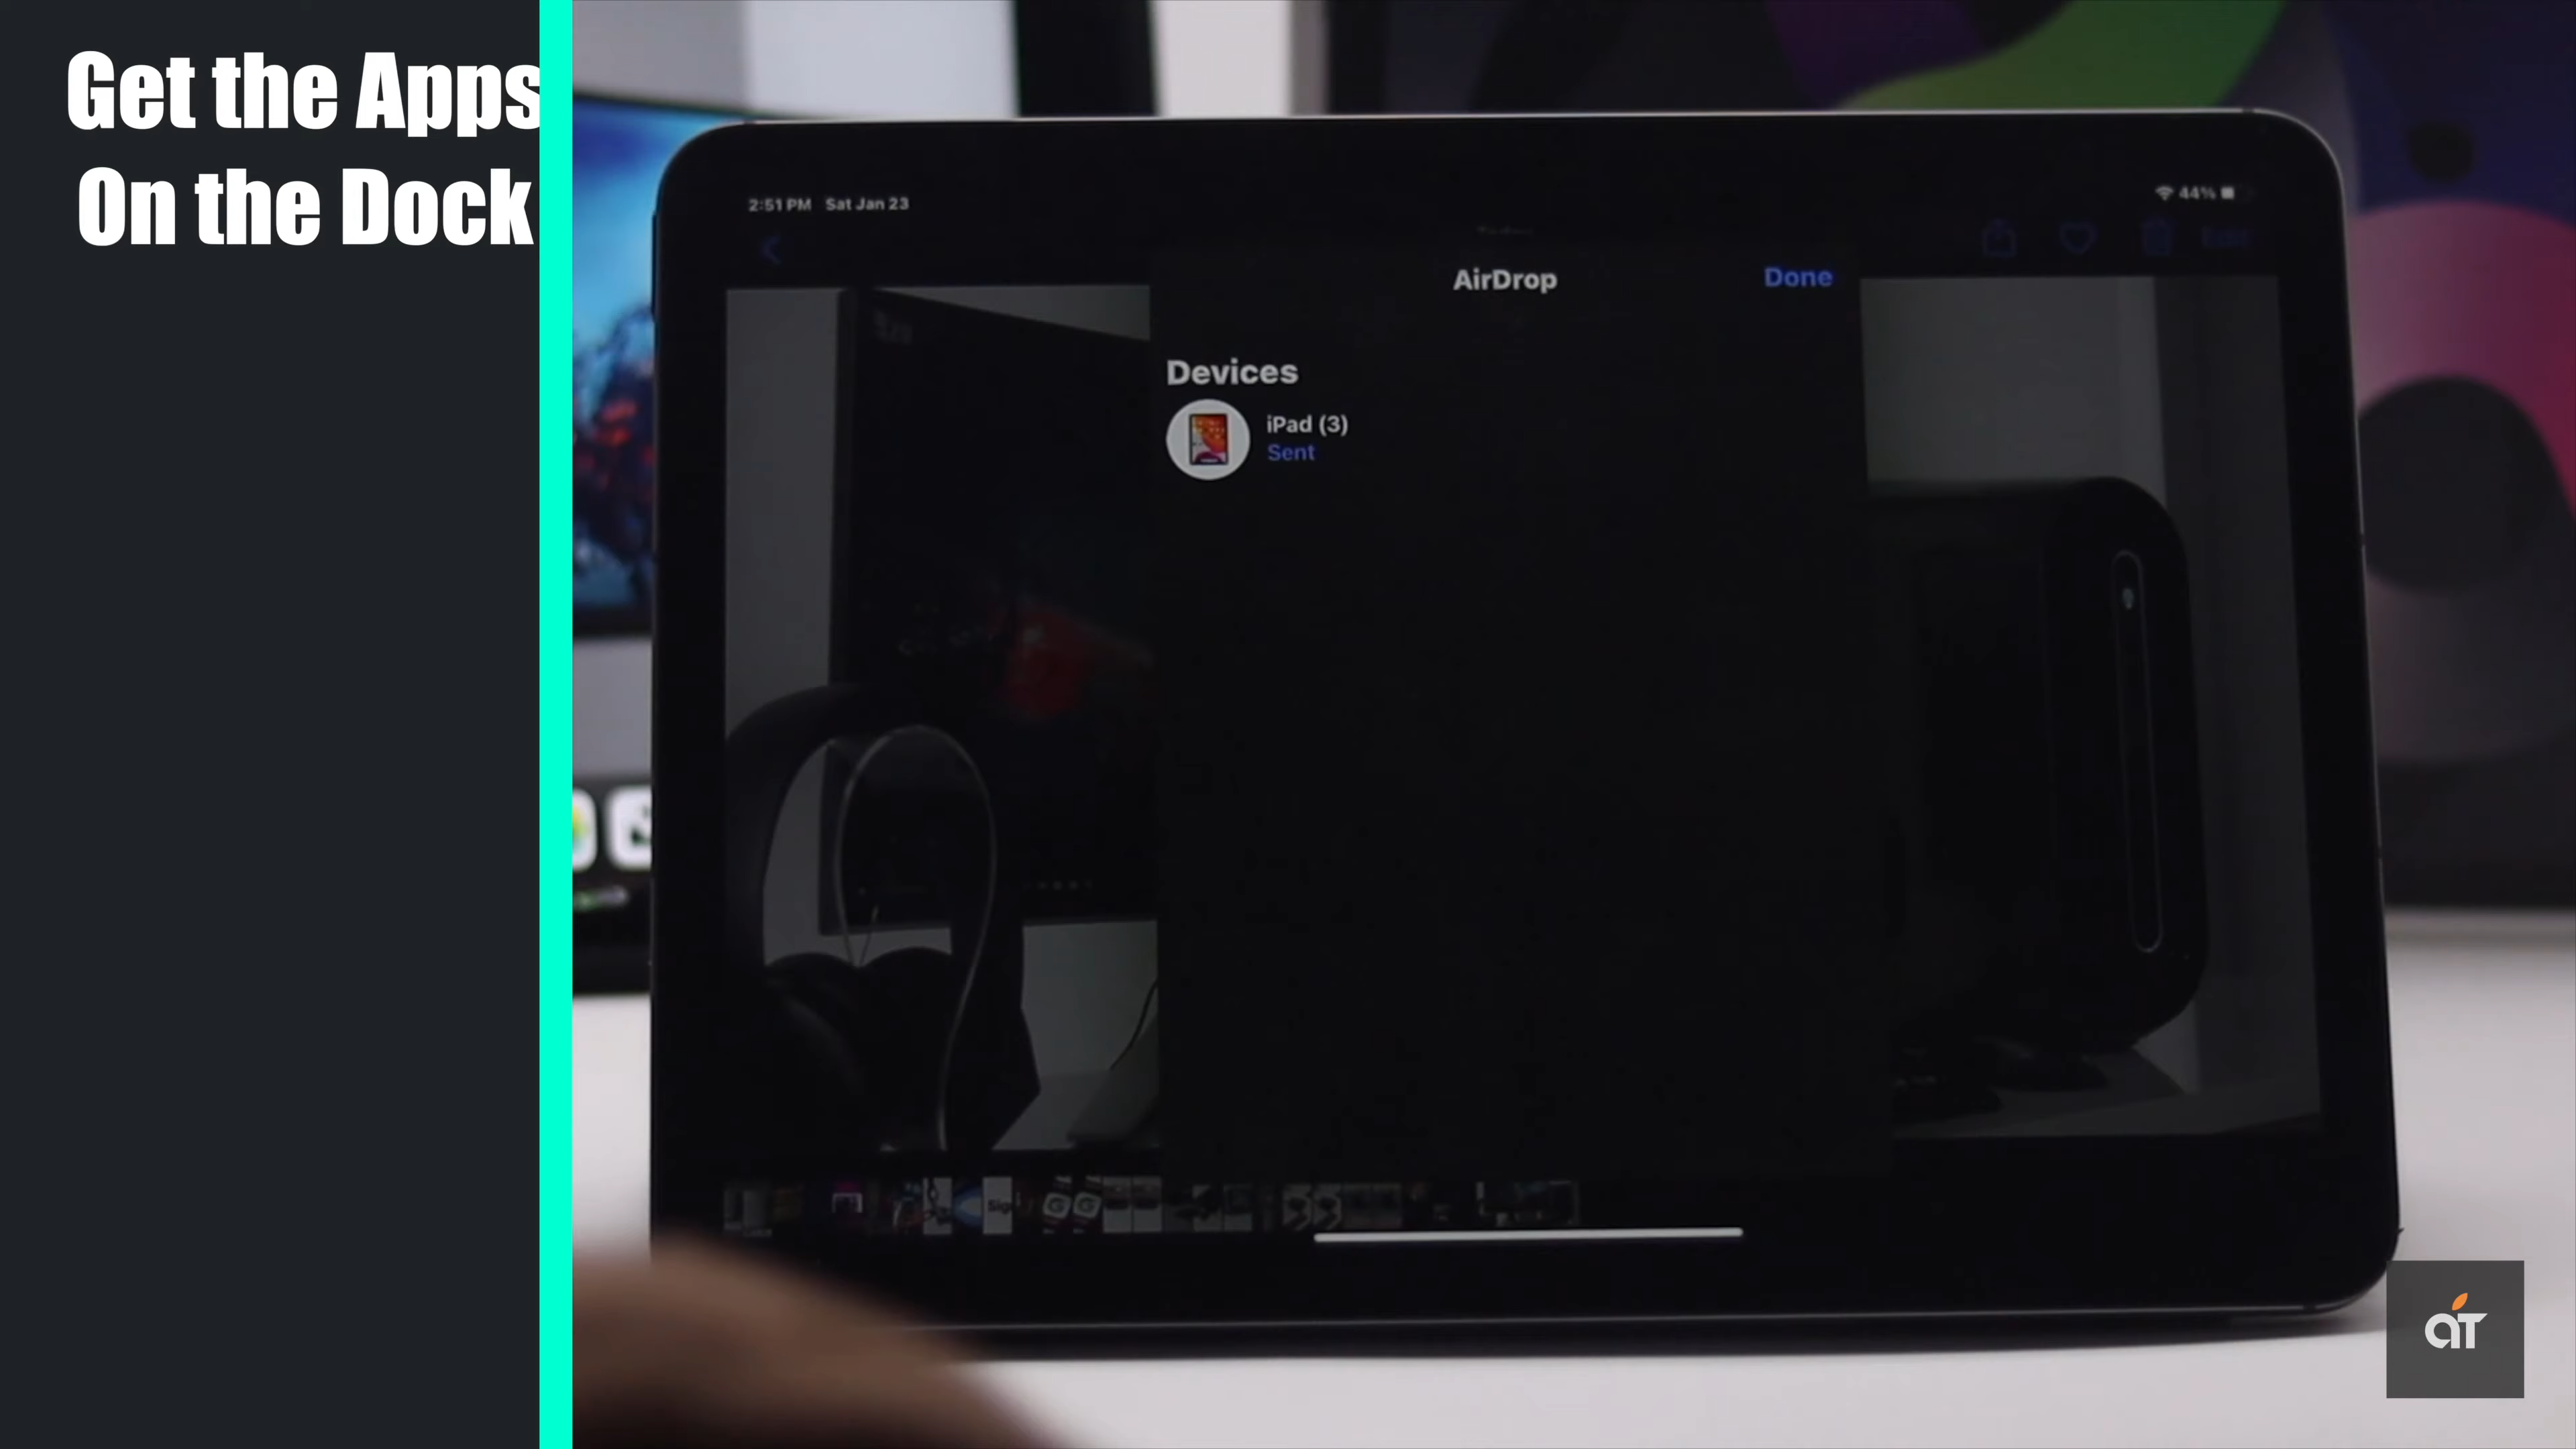 Get the Apps
On the Dock
2:51 PM Sat Jan 23
44%
Edit
AirDrop
Done
Devices
iPad (3)
Sent
aT